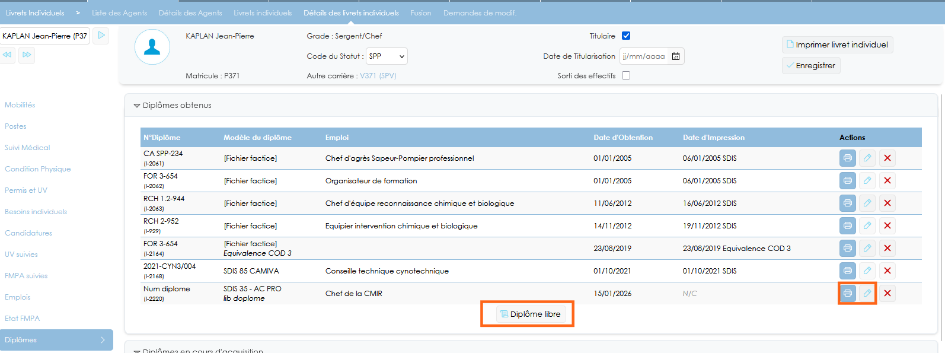 Livrets Individuels > Liste des Agents Détails des Agents Livrets individuels Détails des livrets individuels Fusion Demandes de modif.
KAPLAN Jean-Pierre (P37
KAPLAN Jean-Pierre Grade : Sergent/Chef Titulaire
Imprimer livret individuel
Code du Statut : SPP Date de Titularisation jj/mm/aaaa
Enregistrer
Matricule : P371 Autre carrière : V371 (SPV) Sorti des effectifs
Mobilités
Postes
Suivi Médical
Condition Physique
Permis et UV
Besoins individuels
Candidatures
UV suivies
FMPA suivies
Emplois
Etat FMPA
Diplômes
Diplômes obtenus
N°Diplôme Modèle du diplôme Emploi Date d'Obtention Date d'Impression Actions
CA SPP-234
(I-2061) [Fichier factice] Chef d'agrès Sapeur-Pompier professionnel 01/01/2005 06/01/2005 SDIS
FOR 3-654
(I-2062) [Fichier factice] Organisateur de formation 01/01/2005 06/01/2005 SDIS
RCH 1.2-944
(I-2063) [Fichier factice] Chef d'équipe reconnaissance chimique et biologique 11/06/2012 16/06/2012 SDIS
RCH 2-952
(I-929) [Fichier factice] Equipier intervention chimique et biologique 14/11/2012 19/11/2012 SDIS
FOR 3-654 [Fichier factice]
(I-2164) Equivalence COD 3 23/08/2019 23/08/2019 Equivalence COD 3
2021-CYN3/004
(I-2168) SDIS 85 CAMIVA Conseille technique cynotechnique 01/10/2021 01/10/2021 SDIS
Num diplome SDIS 35 - AC PRO
(I-2220) lib doplome Chef de la CMIR 15/01/2026 N/C
Diplôme libre
Diplômes en cours d'acquisition